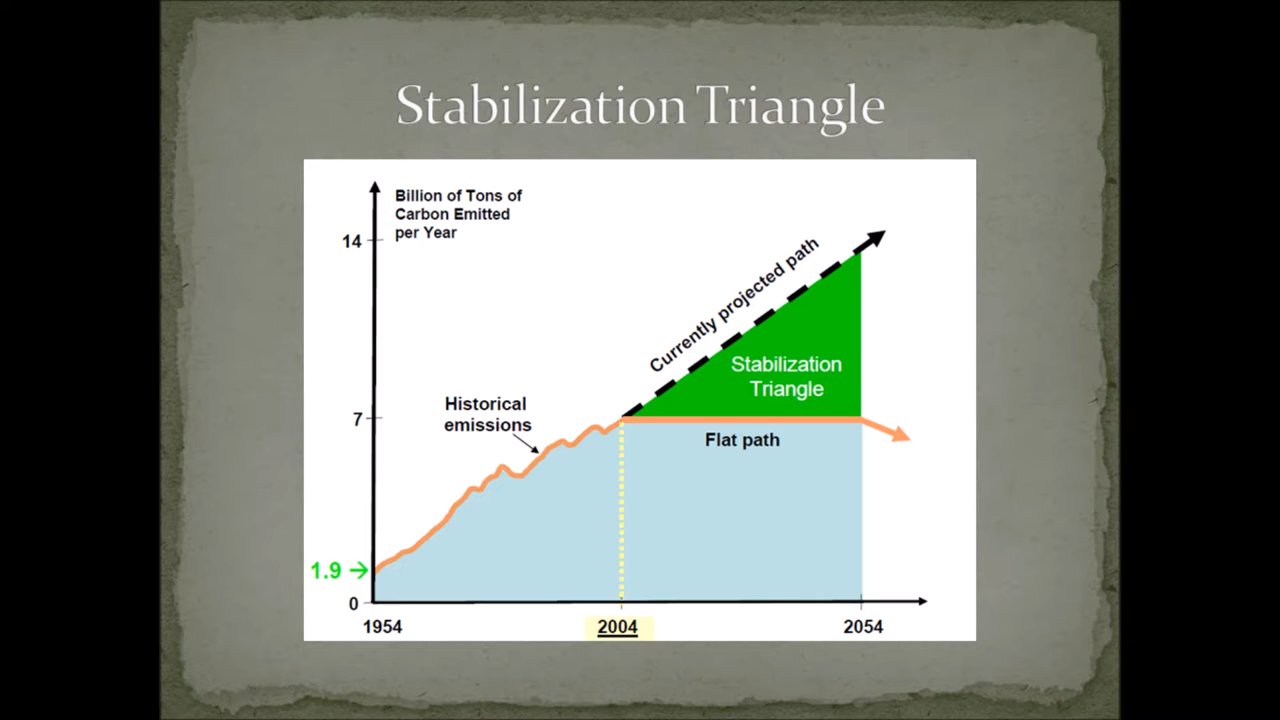 Stabilization Triangle
Billion of Tons of
Carbon Emitted
per Year
14
Currently projected path
Stabilization
Triangle
Historical
emissions
7
Flat path
1.9 →
0
1954
2004
2054